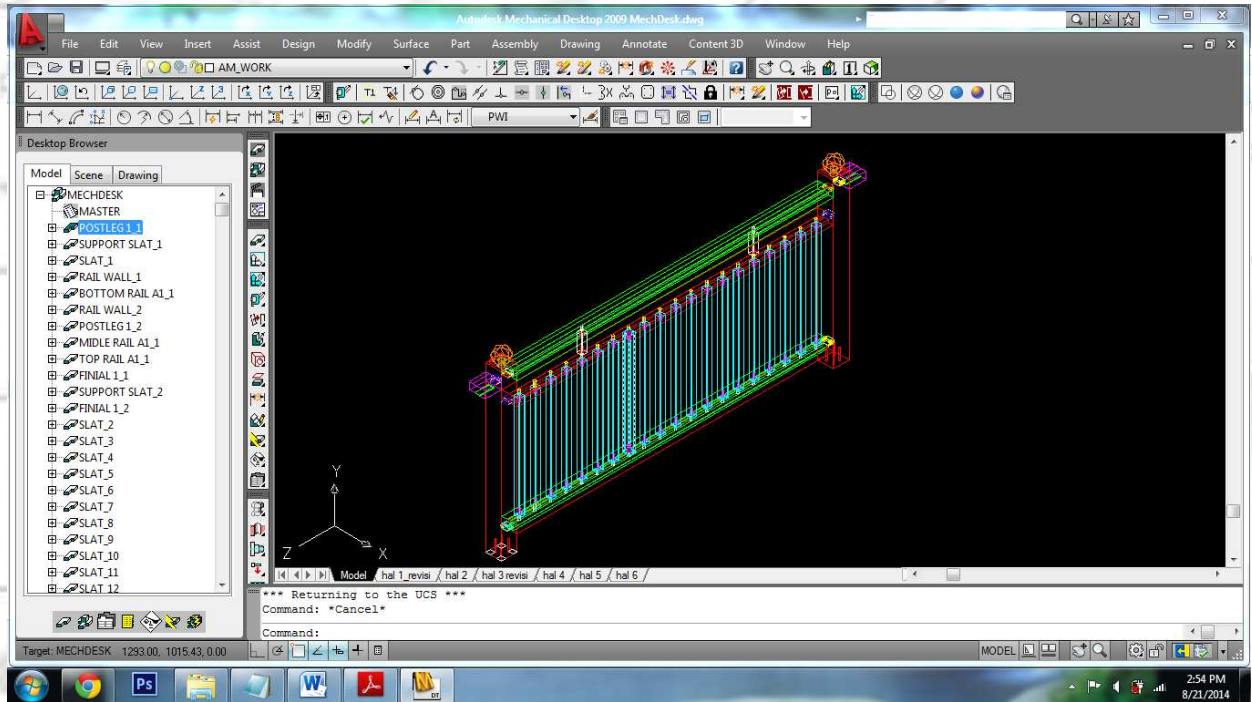 Autodesk Mechanical Desktop 2009 MechDesk.dwg
File Edit View Insert Assist Design Modify Surface Part Assembly Drawing Annotate Content 3D Window Help
AM_WORK
PWI
Desktop Browser
Model Scene Drawing
MECHDESK
MASTER
POSTLEG 1_1
SUPPORT SLAT_1
SLAT_1
RAIL WALL_1
BOTTOM RAIL A1_1
RAIL WALL_2
POSTLEG 1_2
MIDLE RAIL A1_1
TOP RAIL A1_1
FINIAL 1_1
SUPPORT SLAT_2
FINIAL 1_2
SLAT_2
SLAT_3
SLAT_4
SLAT_5
SLAT_6
SLAT_7
SLAT_8
SLAT_9
SLAT_10
SLAT_11
SLAT 12
Y
Z
X
Model hal 1_revisi hal 2 hal 3 revisi hal 4 hal 5 hal 6
*** Returning to the UCS ***
Command: *Cancel*
Command:
Target: MECHDESK 1293.00, 1015.43, 0.00
MODEL
Ps
W
DT
2:54 PM
8/21/2014